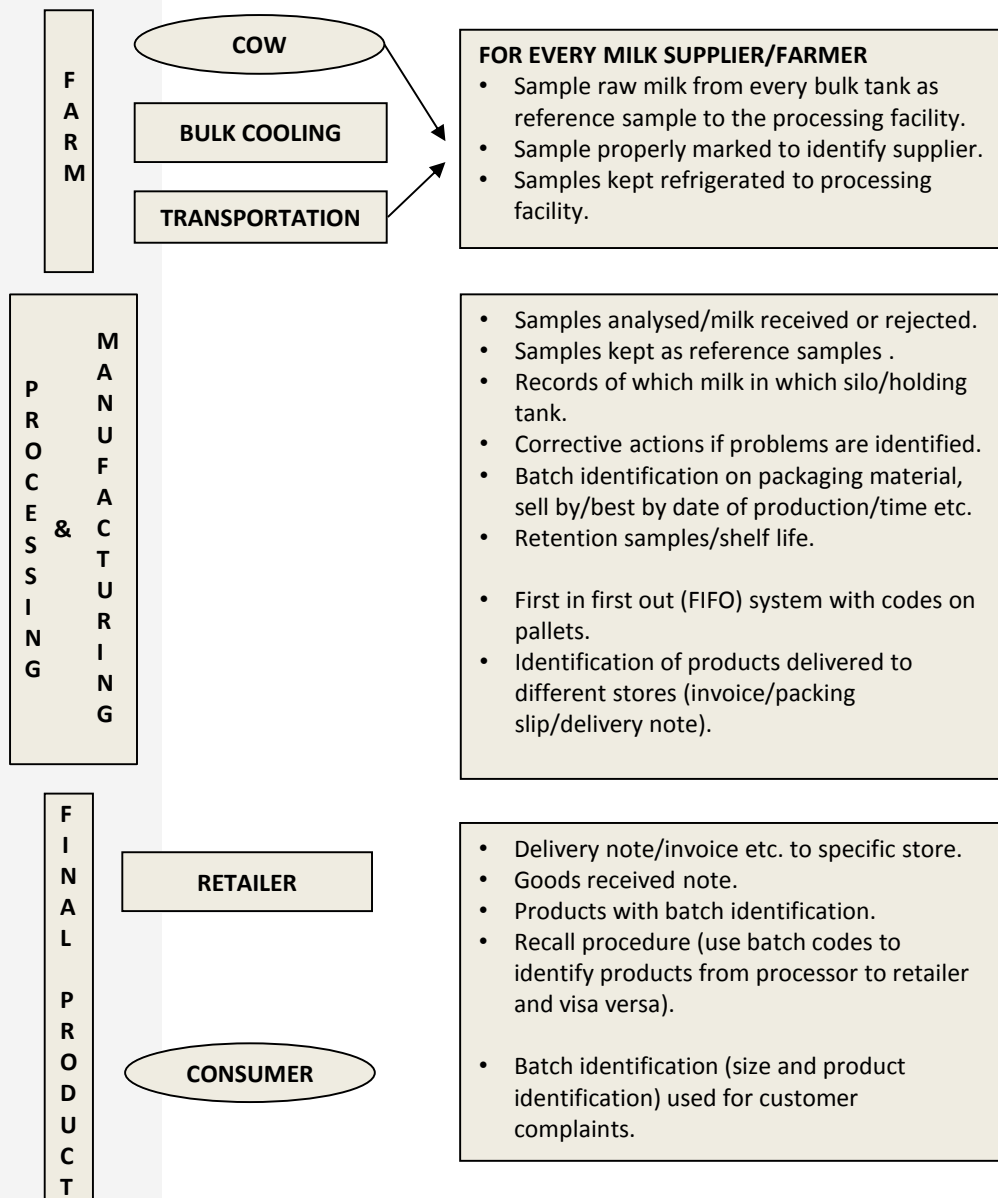 FARM
COW
BULK COOLING
TRANSPORTATION
FOR EVERY MILK SUPPLIER/FARMER
• Sample raw milk from every bulk tank as
reference sample to the processing facility.
• Sample properly marked to identify supplier.
• Samples kept refrigerated to processing
facility.
PROCESSING
&
MANUFACTURING
• Samples analysed/milk received or rejected.
• Samples kept as reference samples .
• Records of which milk in which silo/holding
tank.
• Corrective actions if problems are identified.
• Batch identification on packaging material,
sell by/best by date of production/time etc.
• Retention samples/shelf life.
• First in first out (FIFO) system with codes on
pallets.
• Identification of products delivered to
different stores (invoice/packing
slip/delivery note).
FINAL PRODUCT
RETAILER
• Delivery note/invoice etc. to specific store.
• Goods received note.
• Products with batch identification.
• Recall procedure (use batch codes to
identify products from processor to retailer
and visa versa).
CONSUMER
• Batch identification (size and product
identification) used for customer
complaints.